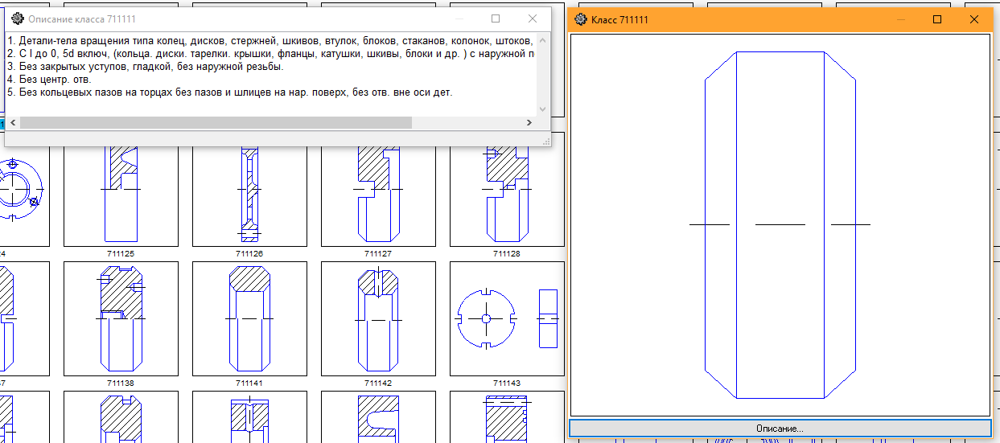 Описание класса 711111
1. Детали-тела вращения типа колец, дисков, стержней, шкивов, втулок, блоков, стаканов, колонок, штоков,
2. С l до 0, 5d включ, (кольца. диски. тарелки. крышки, фланцы, катушки, шкивы, блоки и др. ) с наружной п
3. Без закрытых уступов, гладкой, без наружной резьбы.
4. Без центр. отв.
5. Без кольцевых пазов на торцах без пазов и шлицев на нар. поверх, без отв. вне оси дет.
Класс 711111
Описание...
1
24
711125
711126
711127
711128
37
711138
711141
711142
711143